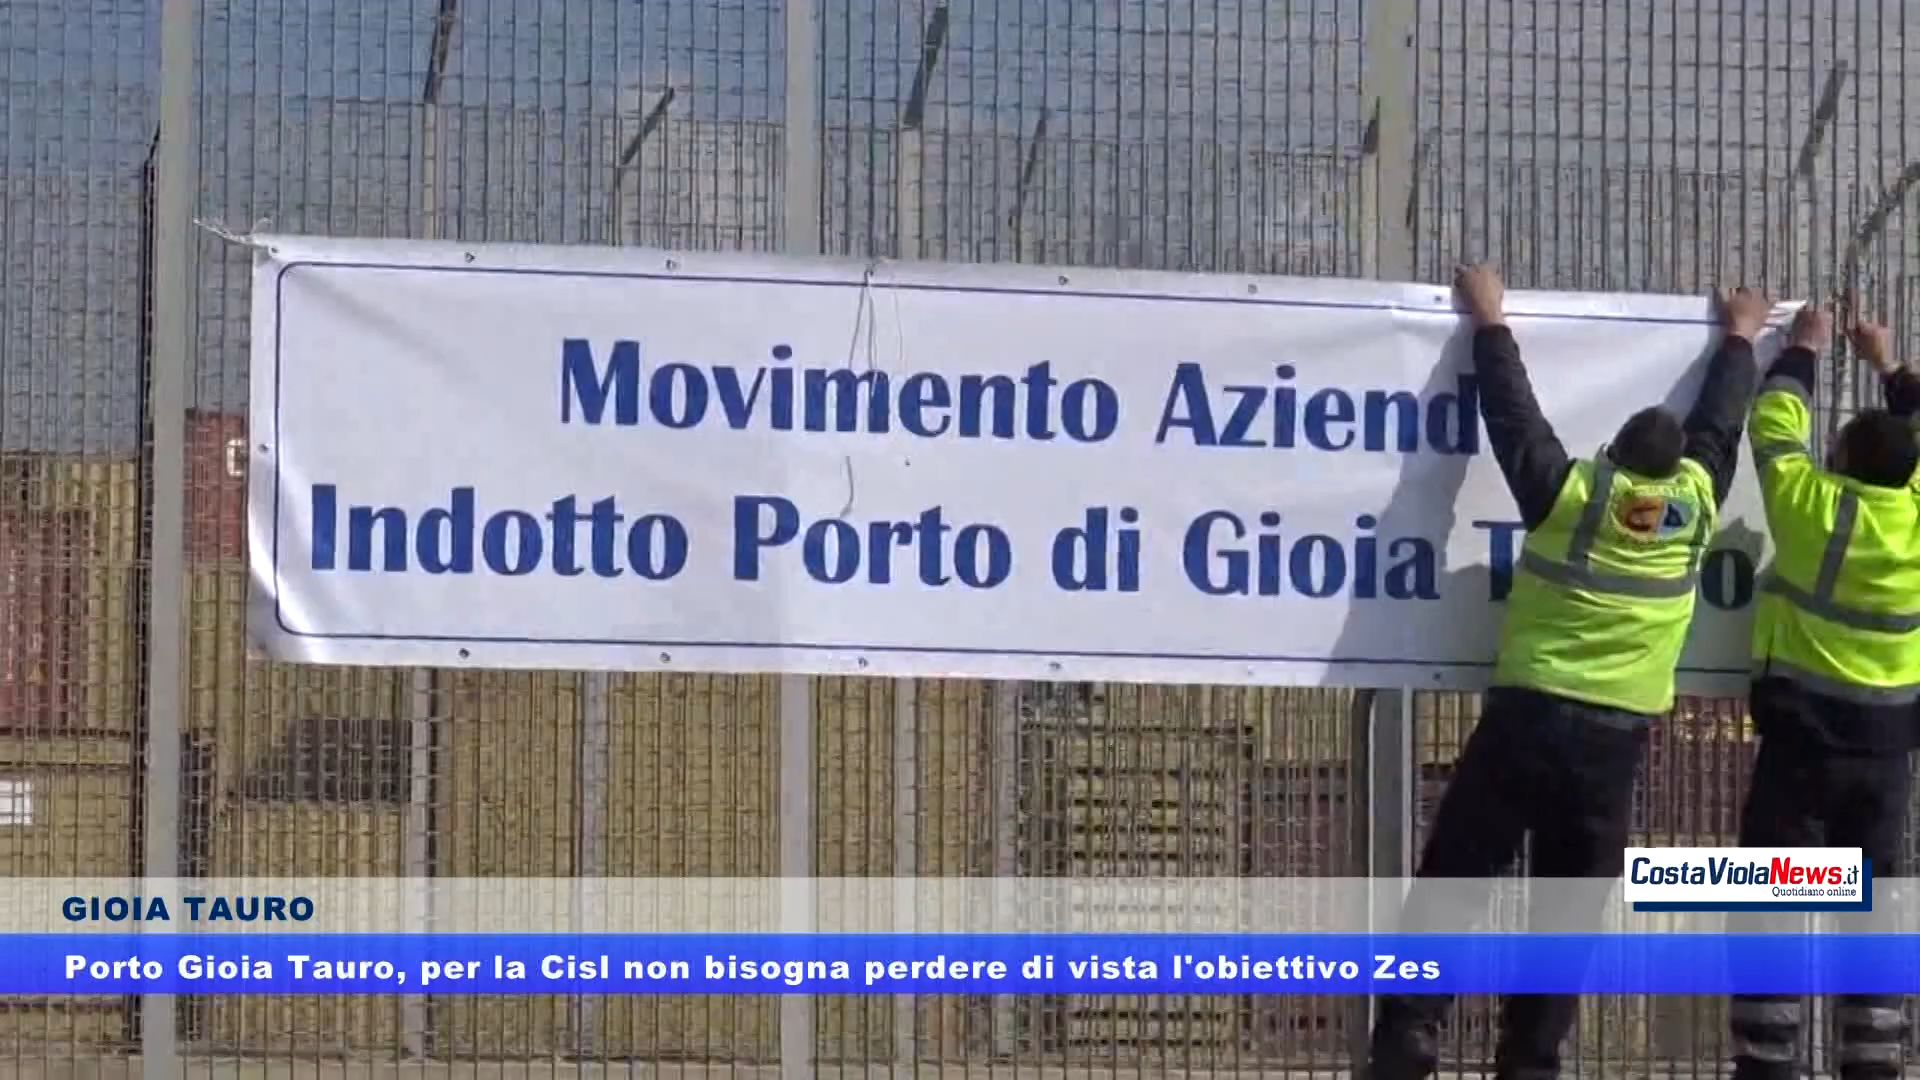 Movimento Aziend
Indotto Porto di Gioia T o
CostaViolaNews.it
Quotidiano online
GIOIA TAURO
Porto Gioia Tauro, per la Cisl non bisogna perdere di vista l'obiettivo Zes